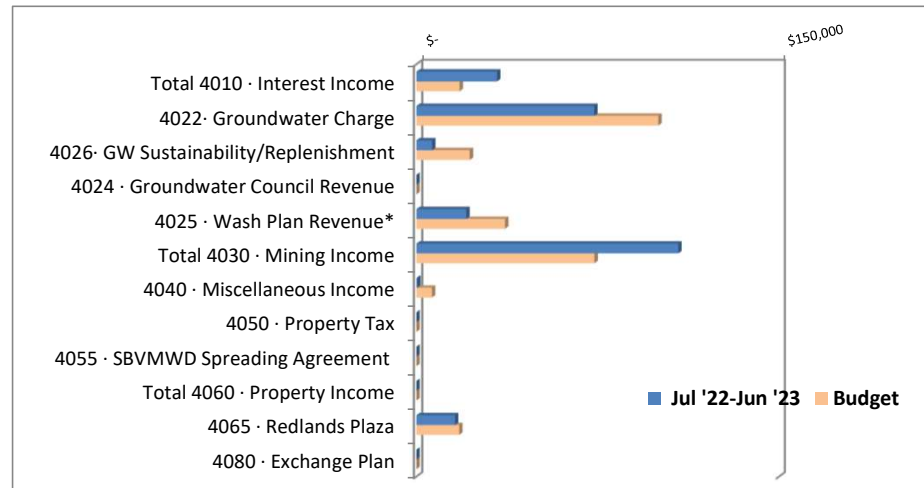 $-
$150,000
Total 4010 · Interest Income
4022· Groundwater Charge
4026· GW Sustainability/Replenishment
4024 · Groundwater Council Revenue
4025 · Wash Plan Revenue*
Total 4030 · Mining Income
4040 · Miscellaneous Income
4050 · Property Tax
4055 · SBVMWD Spreading Agreement
Total 4060 · Property Income
Jul '22-Jun '23 Budget
4065 · Redlands Plaza
4080 · Exchange Plan